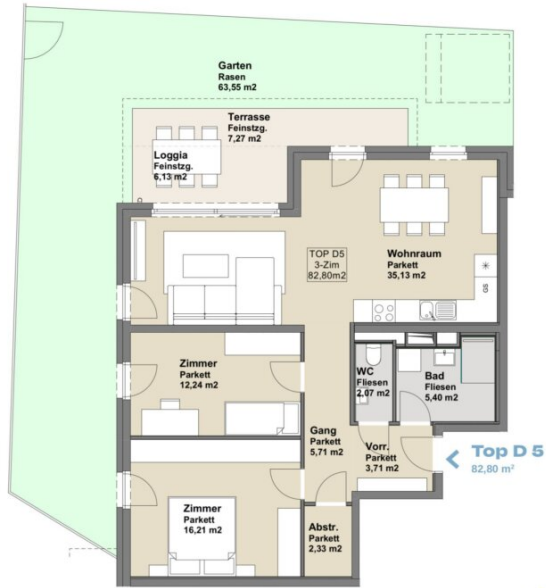 Garten
Rasen
63,55 m2
Terrasse
Feinstzg.
7,27 m2
Loggia
Feinstzg.
6,13 m2
TOP D5
3-Zim
82,80m2
Wohnraum
Parkett
35,13 m2
GS
Zimmer
Parkett
12,24 m2
WC
Fliesen
2,07 m2
Bad
Fliesen
5,40 m2
Gang
Parkett
5,71 m2
Vorr.
Parkett
3,71 m2
Top D 5
82,80 m²
Zimmer
Parkett
16,21 m2
Abstr.
Parkett
2,33 m2